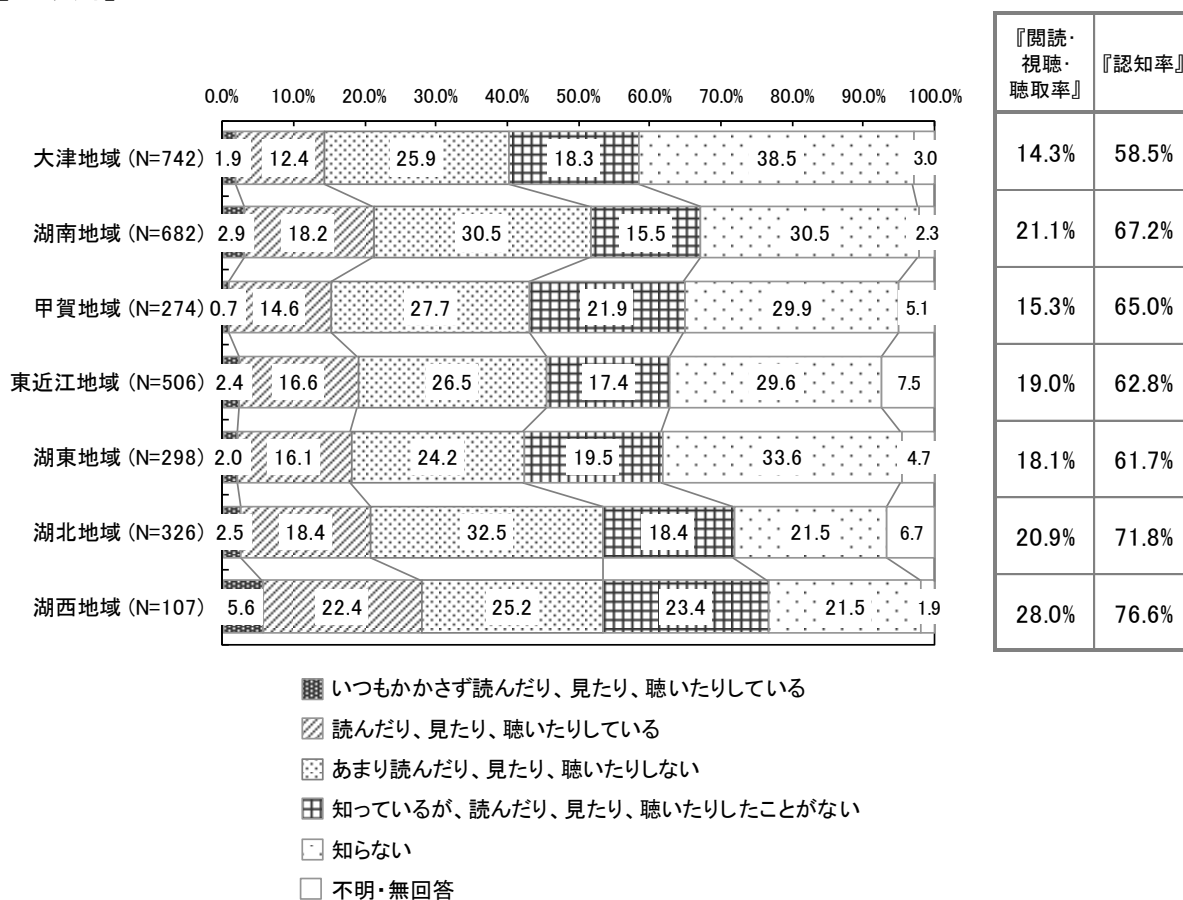 『閲読・
視聴・
聴取率』
『認知率』
0.0% 10.0% 20.0% 30.0% 40.0% 50.0% 60.0% 70.0% 80.0% 90.0% 100.0%
大津地域 (N=742) 1.9 12.4 25.9 18.3 38.5 3.0 14.3% 58.5%
湖南地域 (N=682) 2.9 18.2 30.5 15.5 30.5 2.3 21.1% 67.2%
甲賀地域 (N=274) 0.7 14.6 27.7 21.9 29.9 5.1 15.3% 65.0%
東近江地域 (N=506) 2.4 16.6 26.5 17.4 29.6 7.5 19.0% 62.8%
湖東地域 (N=298) 2.0 16.1 24.2 19.5 33.6 4.7 18.1% 61.7%
湖北地域 (N=326) 2.5 18.4 32.5 18.4 21.5 6.7 20.9% 71.8%
湖西地域 (N=107) 5.6 22.4 25.2 23.4 21.5 1.9 28.0% 76.6%
いつもかかさず読んだり、見たり、聴いたりしている
読んだり、見たり、聴いたりしている
あまり読んだり、見たり、聴いたりしない
知っているが、読んだり、見たり、聴いたりしたことがない
知らない
不明・無回答